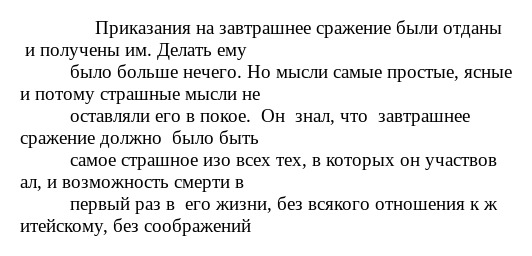 Приказания на завтрашнее сражение были отданы
и получены им. Делать ему
было больше нечего. Но мысли самые простые, ясные
и потому страшные мысли не
оставляли его в покое. Он знал, что завтрашнее
сражение должно было быть
самое страшное изо всех тех, в которых он участвов
ал, и возможность смерти в
первый раз в его жизни, без всякого отношения к ж
итейскому, без соображений